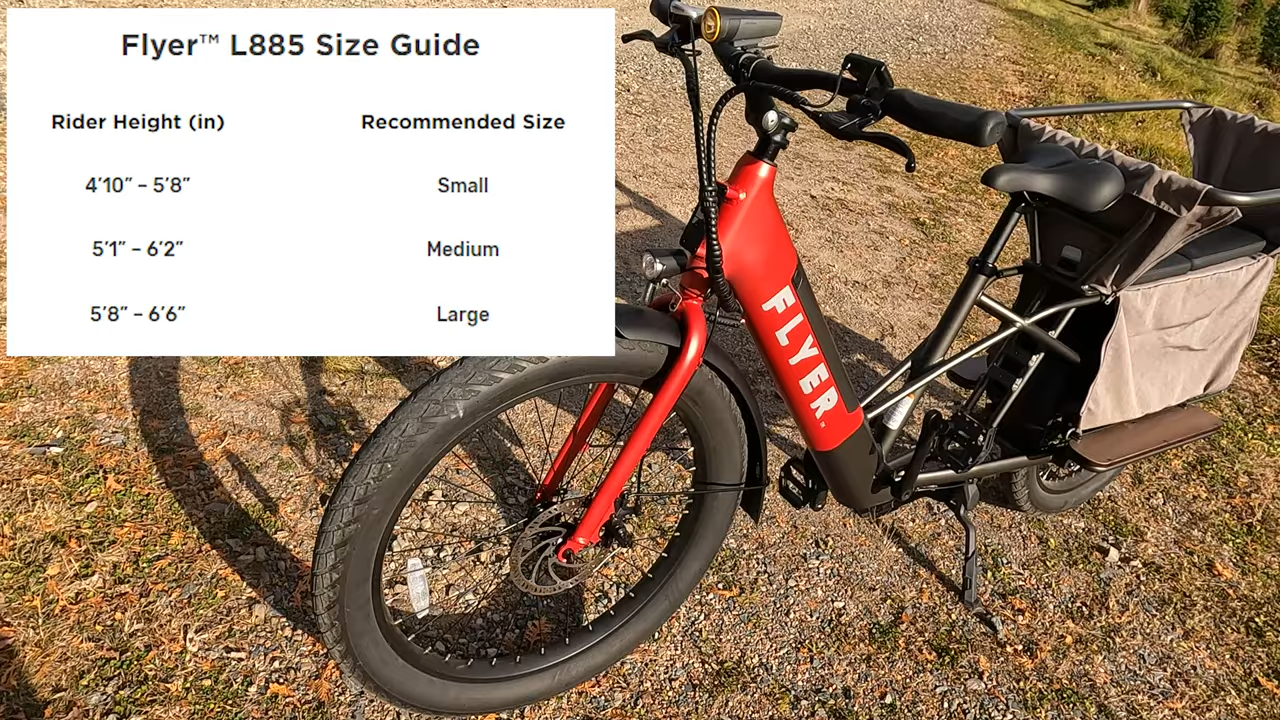 Flyer™ L885 Size Guide
Rider Height (in) Recommended Size
4'10" – 5'8" Small
5'1" – 6'2" Medium
5'8" – 6'6" Large
FLYER™